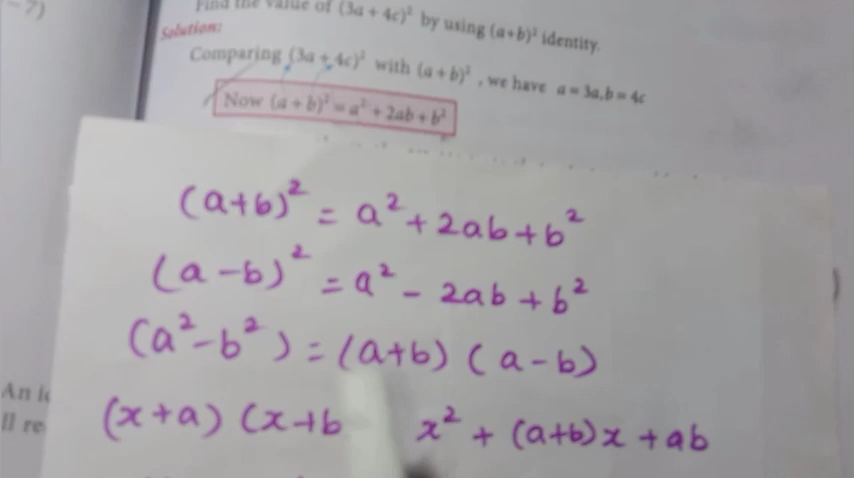 -7)
Find the value of (3a + 4c)² by using (a+b)² identity.
Solution:
Comparing (3a + 4c)² with (a + b)² , we have a = 3a, b = 4c
Now (a + b)² = a² + 2ab + b²
(a+b)² = a² + 2ab + b²
(a - b)² = a² - 2ab + b²
(a² - b²) = (a+b) (a - b)
(x + a) (x + b x² + (a+b)x + ab
An
ll re